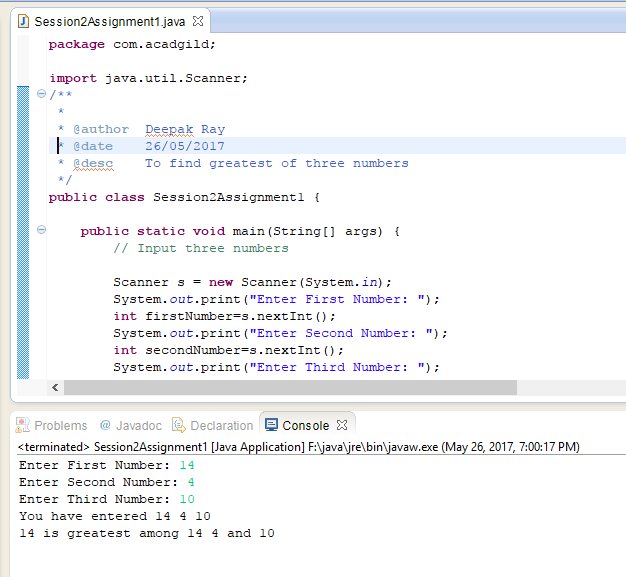 Session2Assignment1.java
package com.acadgild;
import java.util.Scanner;
/**
*
* @author  Deepak Ray
* @date    26/05/2017
* @desc    To find greatest of three numbers
*/
public class Session2Assignment1 {
public static void main(String[] args) {
// Input three numbers
Scanner s = new Scanner(System.in);
System.out.print("Enter First Number: ");
int firstNumber=s.nextInt();
System.out.print("Enter Second Number: ");
int secondNumber=s.nextInt();
System.out.print("Enter Third Number: ");
Problems @ Javadoc Declaration Console
<terminated> Session2Assignment1 [Java Application] F:\java\jre\bin\javaw.exe (May 26, 2017, 7:00:17 PM)
Enter First Number: 14
Enter Second Number: 4
Enter Third Number: 10
You have entered 14 4 10
14 is greatest among 14 4 and 10